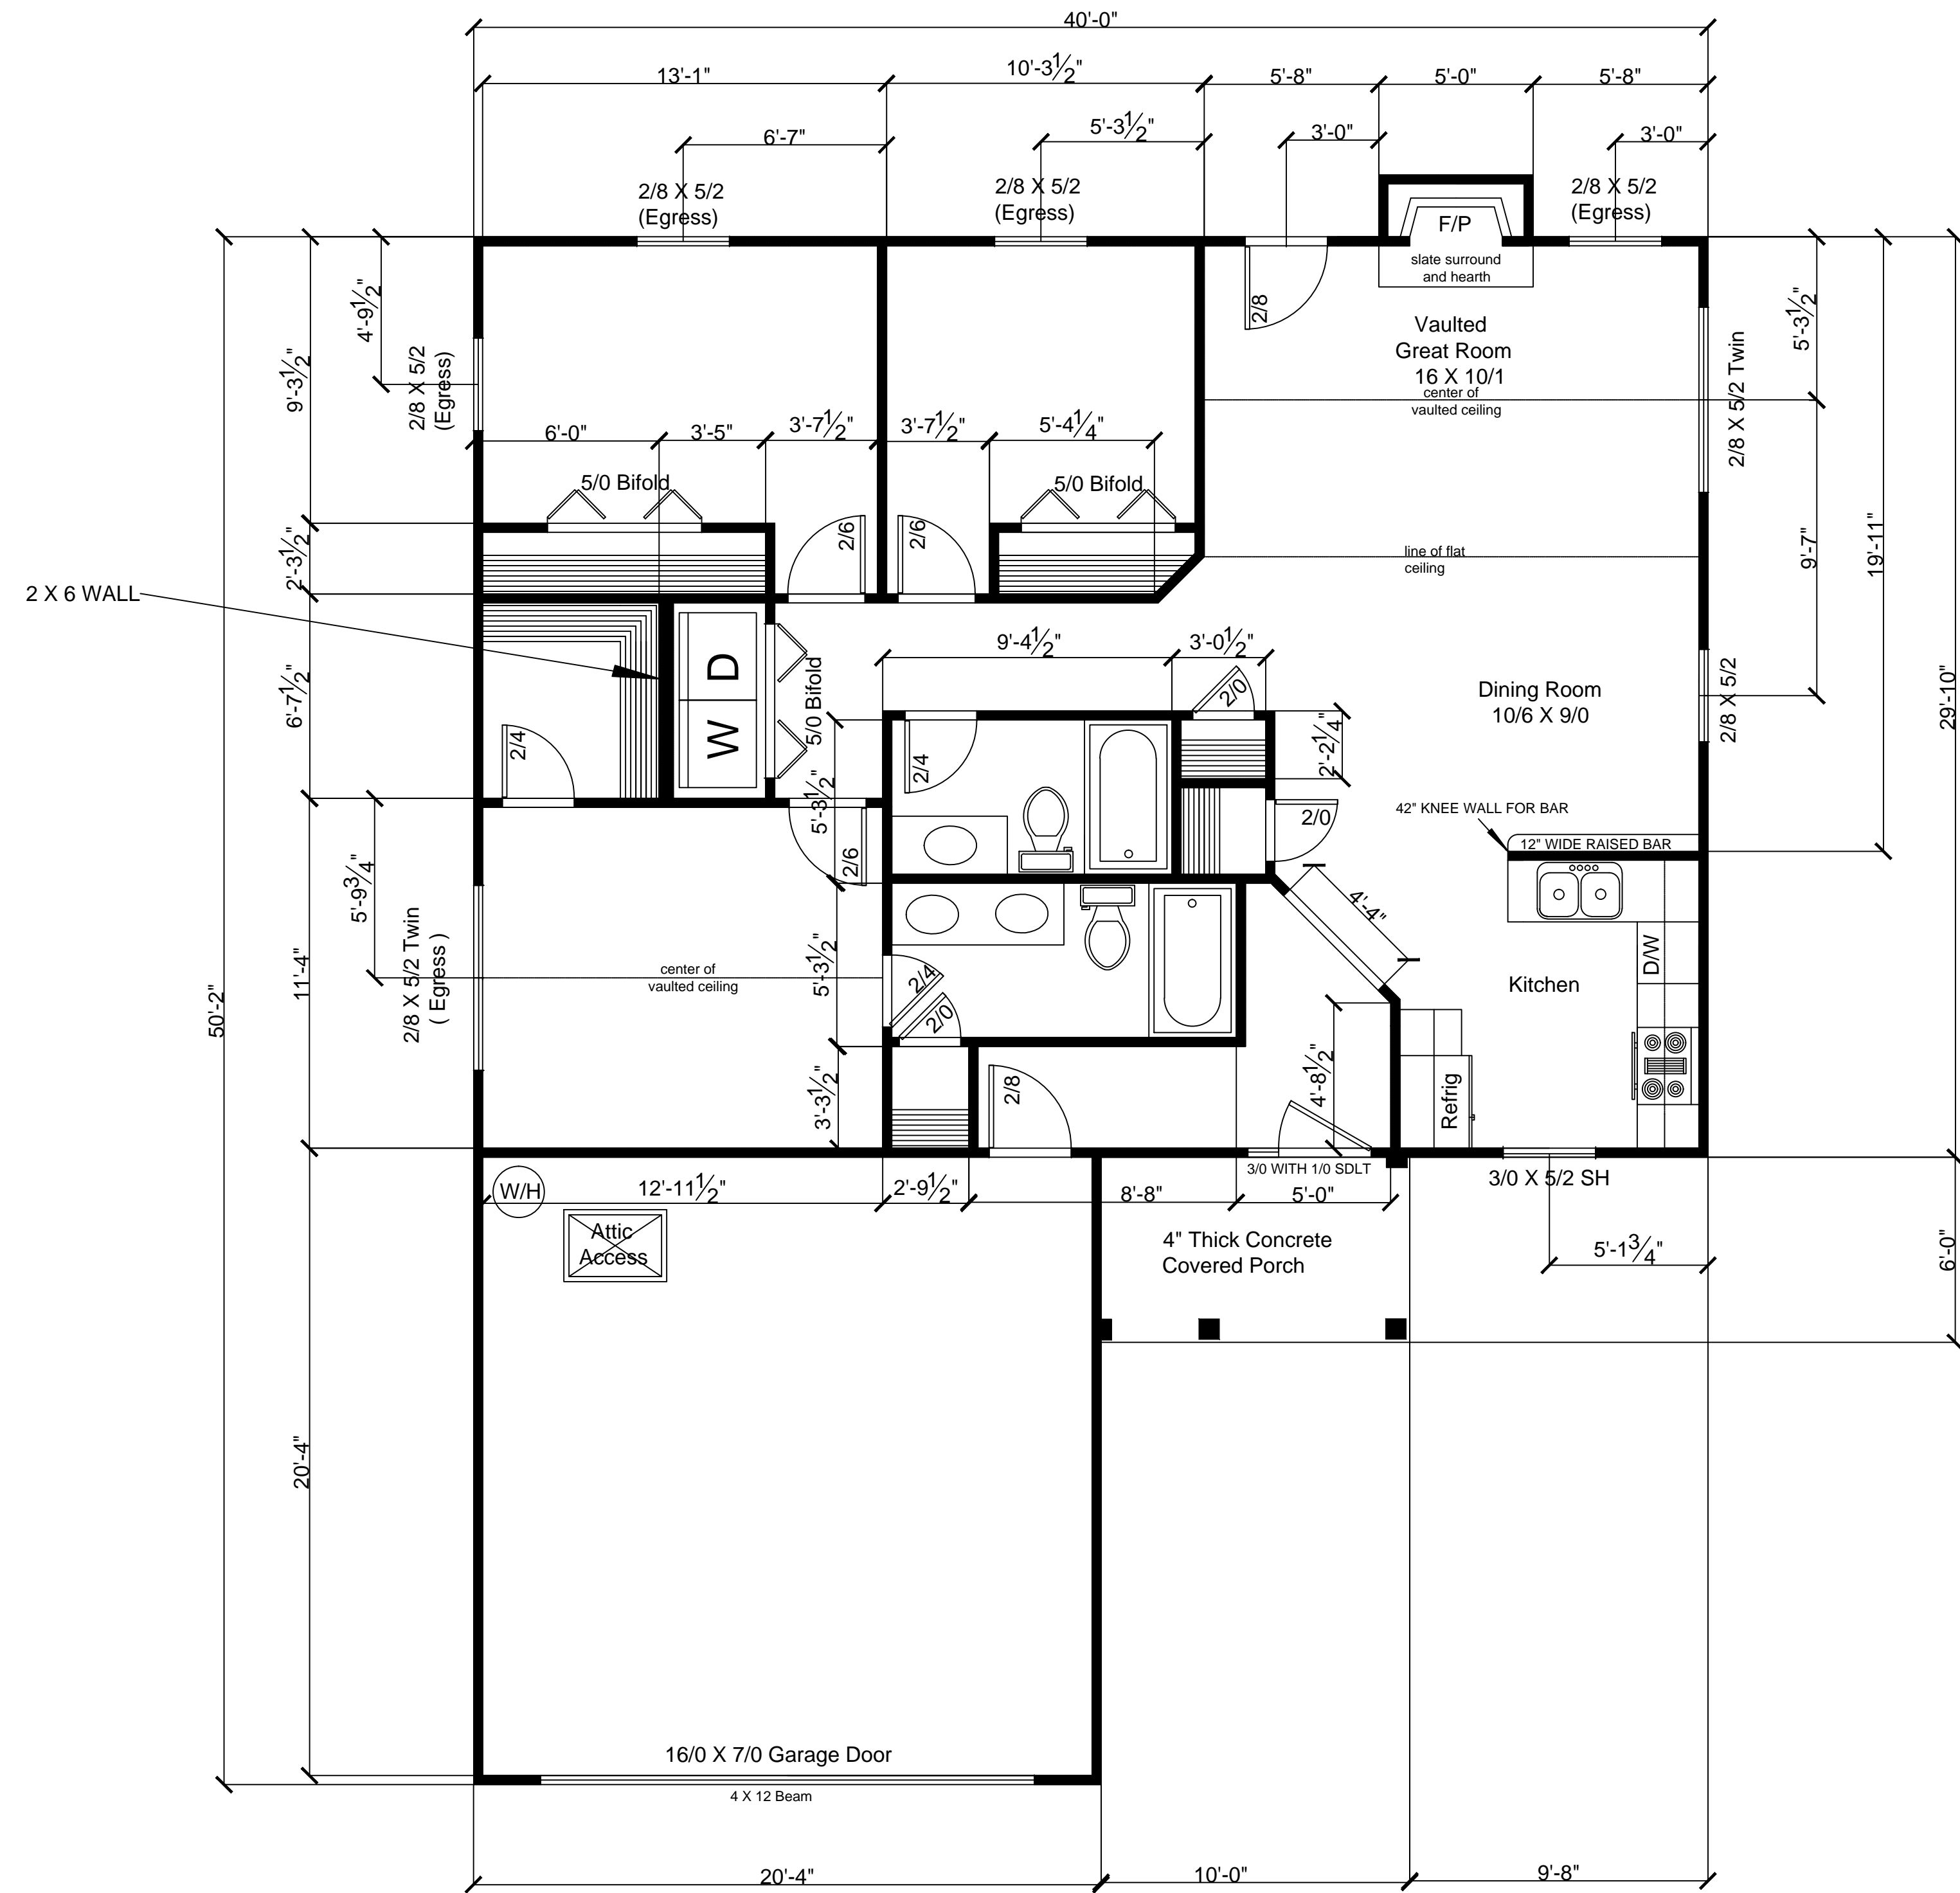 40'-0"
13'-1"
10'-3 1/2"
5'-8"
5'-0"
5'-8"
6'-7"
5'-3 1/2"
3'-0"
3'-0"
2/8 X 5/2
(Egress)
2/8 X 5/2
(Egress)
2/8 X 5/2
(Egress)
F/P
slate surround
and hearth
2/8
4'-9 1/2"
9'-3 1/2"
2/8 X 5/2
(Egress)
Vaulted
Great Room
16 X 10/1
center of
vaulted ceiling
5'-3 1/2"
2/8 X 5/2 Twin
6'-0"
3'-5"
3'-7 1/2"
3'-7 1/2"
5'-4 1/4"
5/0 Bifold
5/0 Bifold
2/6
2/6
2'-3 1/2"
line of flat
ceiling
9'-7"
19'-11"
2 X 6 WALL
6'-7 1/2"
D
W
5/0 Bifold
2/4
9'-4 1/2"
3'-0 1/2"
2/0
2'-2 1/4"
Dining Room
10/6 X 9/0
2/8 X 5/2
29'-10"
2/4
5'-3 1/2"
2/0
42" KNEE WALL FOR BAR
12" WIDE RAISED BAR
2/6
5'-9 3/4"
4'-4"
2/8 X 5/2 Twin
( Egress )
11'-4"
50'-2"
center of
vaulted ceiling
5'-3 1/2"
2/4
2/0
D/W
Kitchen
4'-8 1/2"
3'-3 1/2"
2/8
Refrig
3/0 WITH 1/0 SDLT
3/0 X 5/2 SH
W/H
12'-11 1/2"
2'-9 1/2"
8'-8"
5'-0"
Attic
Access
4" Thick Concrete
Covered Porch
5'-1 3/4"
6'-0"
20'-4"
16/0 X 7/0 Garage Door
4 X 12 Beam
20'-4"
10'-0"
9'-8"